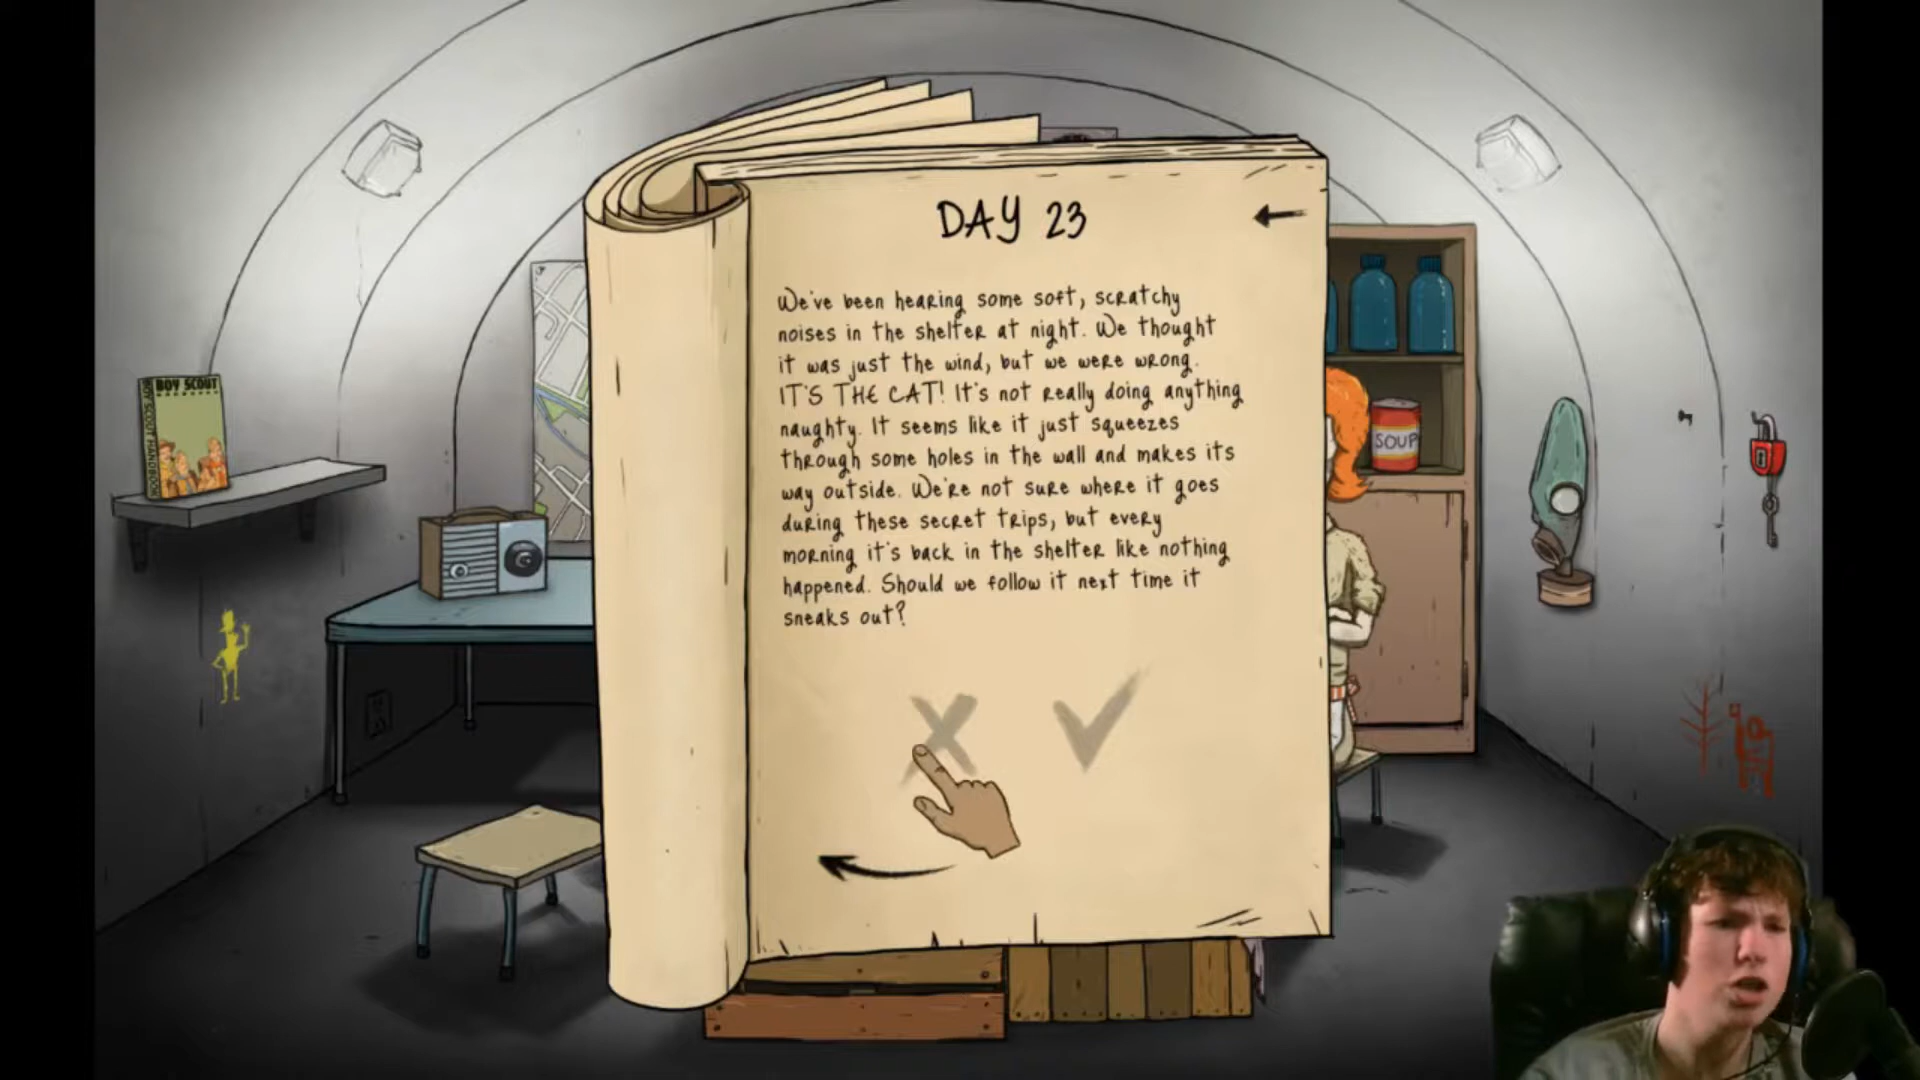 DAY 23
We've been hearing some soft, scratchy
noises in the shelter at night. We thought
it was just the wind, but we were wrong.
IT'S THE CAT! It's not really doing anything
naughty. It seems like it just squeezes
through some holes in the wall and makes its
way outside. We're not sure where it goes
during these secret trips, but every
morning it's back in the shelter like nothing
happened. Should we follow it next time it
sneaks out?
BOY SCOUT
HANDBOOK
BOY SCOUT HANDBOOK
SOUP